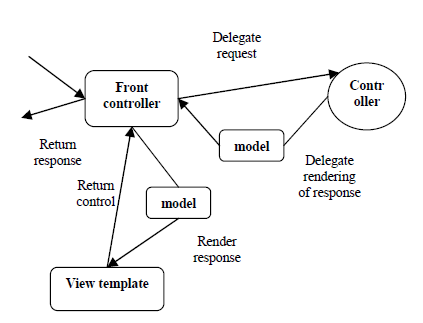 Delegate
request
Front
controller
Contr
oller
model
Return
response
Delegate
rendering
of response
Return
control
model
Render
response
View template